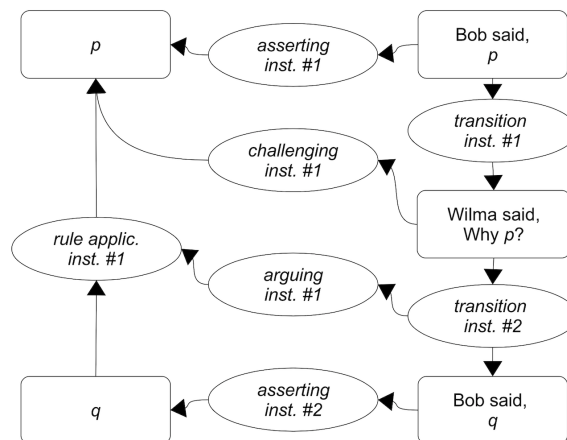 p
asserting
inst. #1
Bob said,
p
transition
inst. #1
challenging
inst. #1
Wilma said,
Why p?
rule applic.
inst. #1
arguing
inst. #1
transition
inst. #2
q
asserting
inst. #2
Bob said,
q